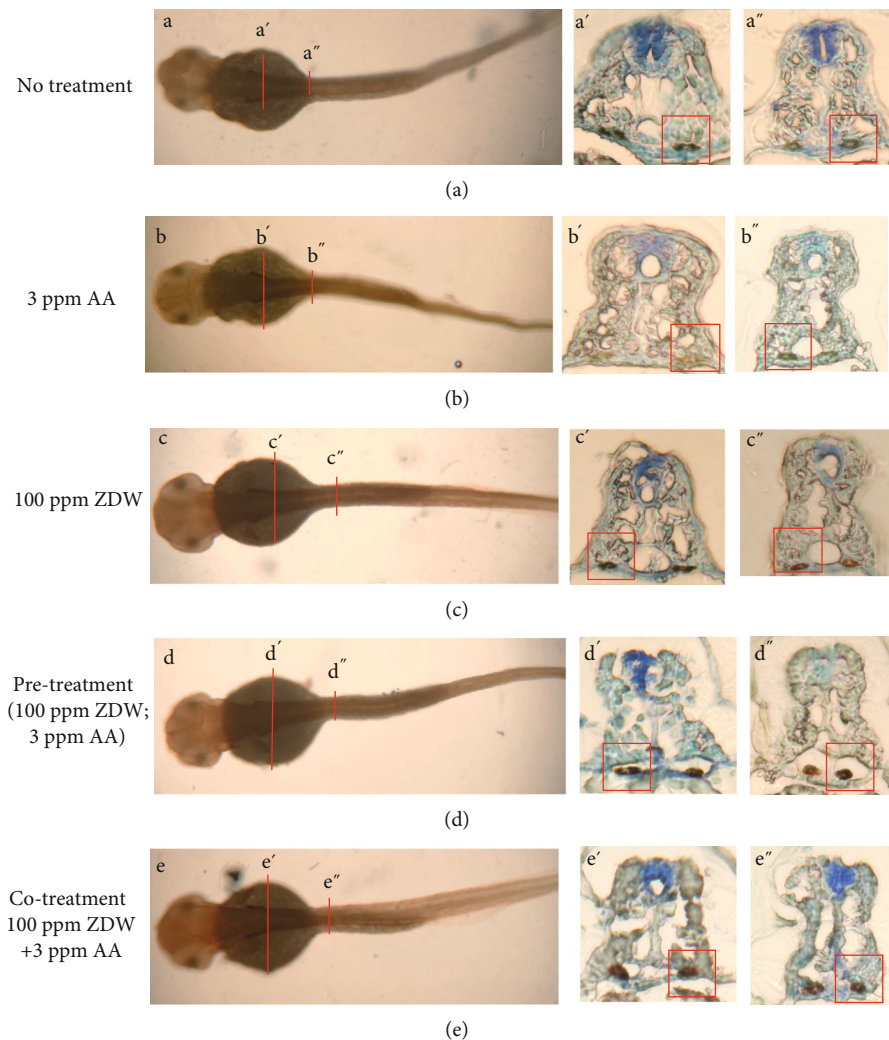 No treatment
a
a′
a″
a′
a″
(a)
3 ppm AA
b
b′
b″
b′
b″
(b)
100 ppm ZDW
c
c′
c″
c′
c″
(c)
Pre-treatment
(100 ppm ZDW;
3 ppm AA)
d
d′
d″
d′
d″
(d)
Co-treatment
100 ppm ZDW
+3 ppm AA
e
e′
e″
e′
e″
(e)